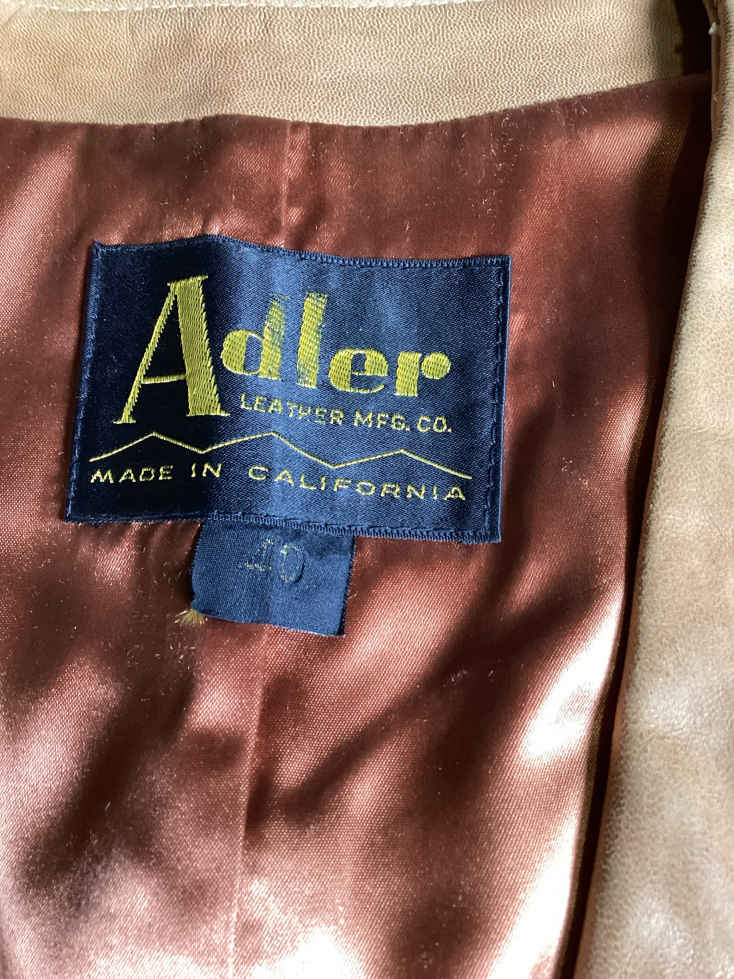 Adler
LEATHER MFG. CO.
MADE IN CALIFORNIA
40